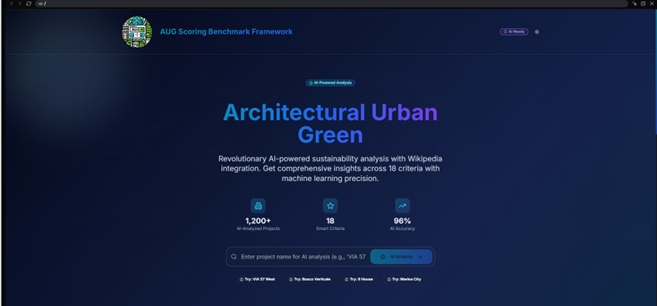 AUG Scoring Benchmark Framework
AI Ready
AI-Powered Analysis
Architectural Urban
Green
Revolutionary AI-powered sustainability analysis with Wikipedia
integration. Get comprehensive insights across 18 criteria with
machine learning precision.
1,200+
18
96%
AI-Analyzed Projects
Smart Criteria
AI Accuracy
Enter project name for AI analysis (e.g., "VIA 57
AI Analyze
Try: VIA 57 West
Try: Bosco Verticale
Try: 8 House
Try: Marina City